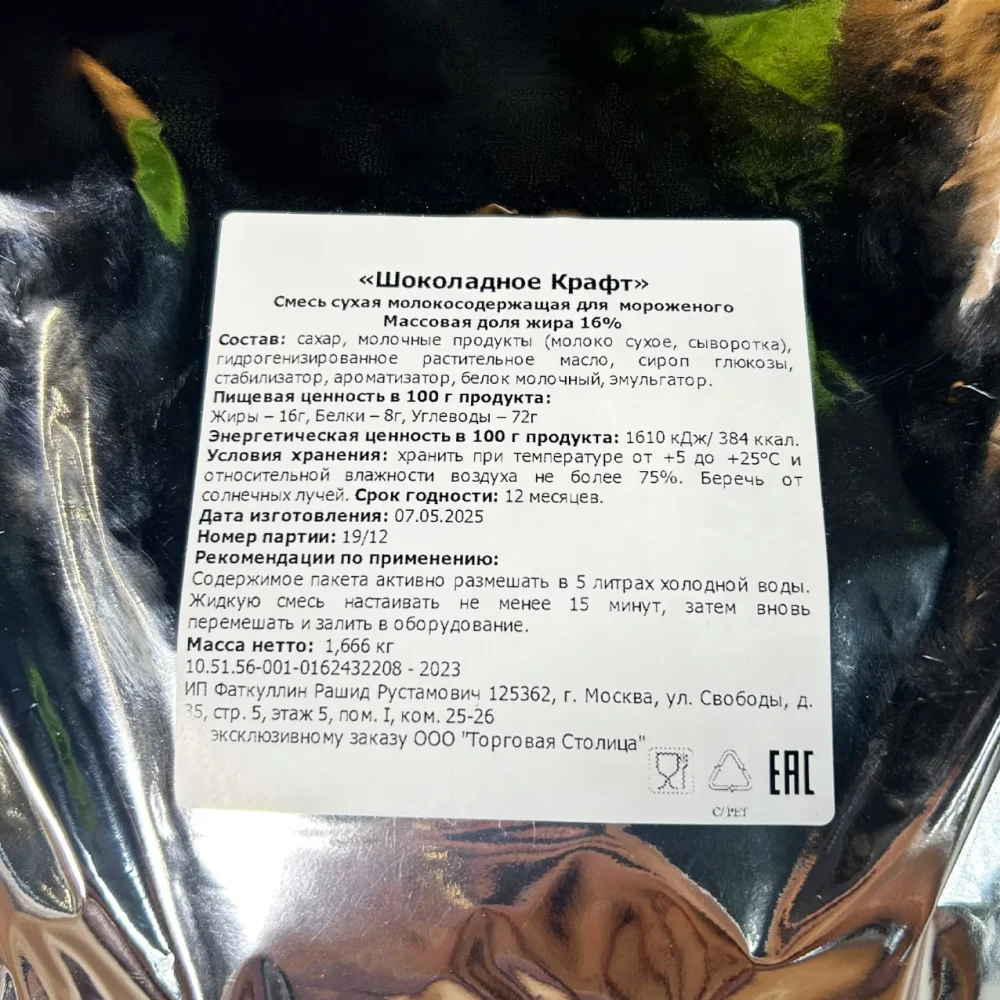 «Шоколадное Крафт»
Смесь сухая молокосодержащая для мороженого
Массовая доля жира 16%
Состав: сахар, молочные продукты (молоко сухое, сыворотка),
гидрогенизированное растительное масло, сироп глюкозы,
стабилизатор, ароматизатор, белок молочный, эмульгатор.
Пищевая ценность в 100 г продукта:
Жиры – 16г, Белки – 8г, Углеводы – 72г
Энергетическая ценность в 100 г продукта: 1610 кДж/ 384 ккал.
Условия хранения: хранить при температуре от +5 до +25°С и
относительной влажности воздуха не более 75%. Беречь от
солнечных лучей. Срок годности: 12 месяцев.
Дата изготовления: 07.05.2025
Номер партии: 19/12
Рекомендации по применению:
Содержимое пакета активно размешать в 5 литрах холодной воды.
Жидкую смесь настаивать не менее 15 минут, затем вновь
перемешать и залить в оборудование.
Масса нетто: 1,666 кг
10.51.56-001-0162432208 - 2023
ИП Фаткуллин Рашид Рустамович 125362, г. Москва, ул. Свободы, д.
35, стр. 5, этаж 5, пом. I, ком. 25-26
эксклюзивному заказу ООО "Торговая Столица"
EAC
C/PET